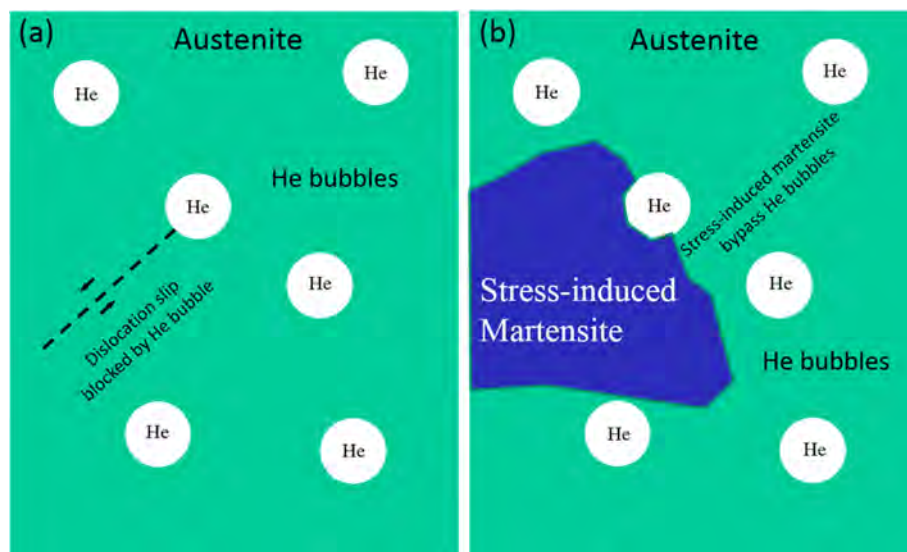 (a)
Austenite
He
He
He bubbles
He
He
Dislocation slip
blocked by He bubble
He
He
(b)
Austenite
He
He
Stress-induced martensite
bypass He bubbles
He
He
Stress-induced
Martensite
He bubbles
He
He